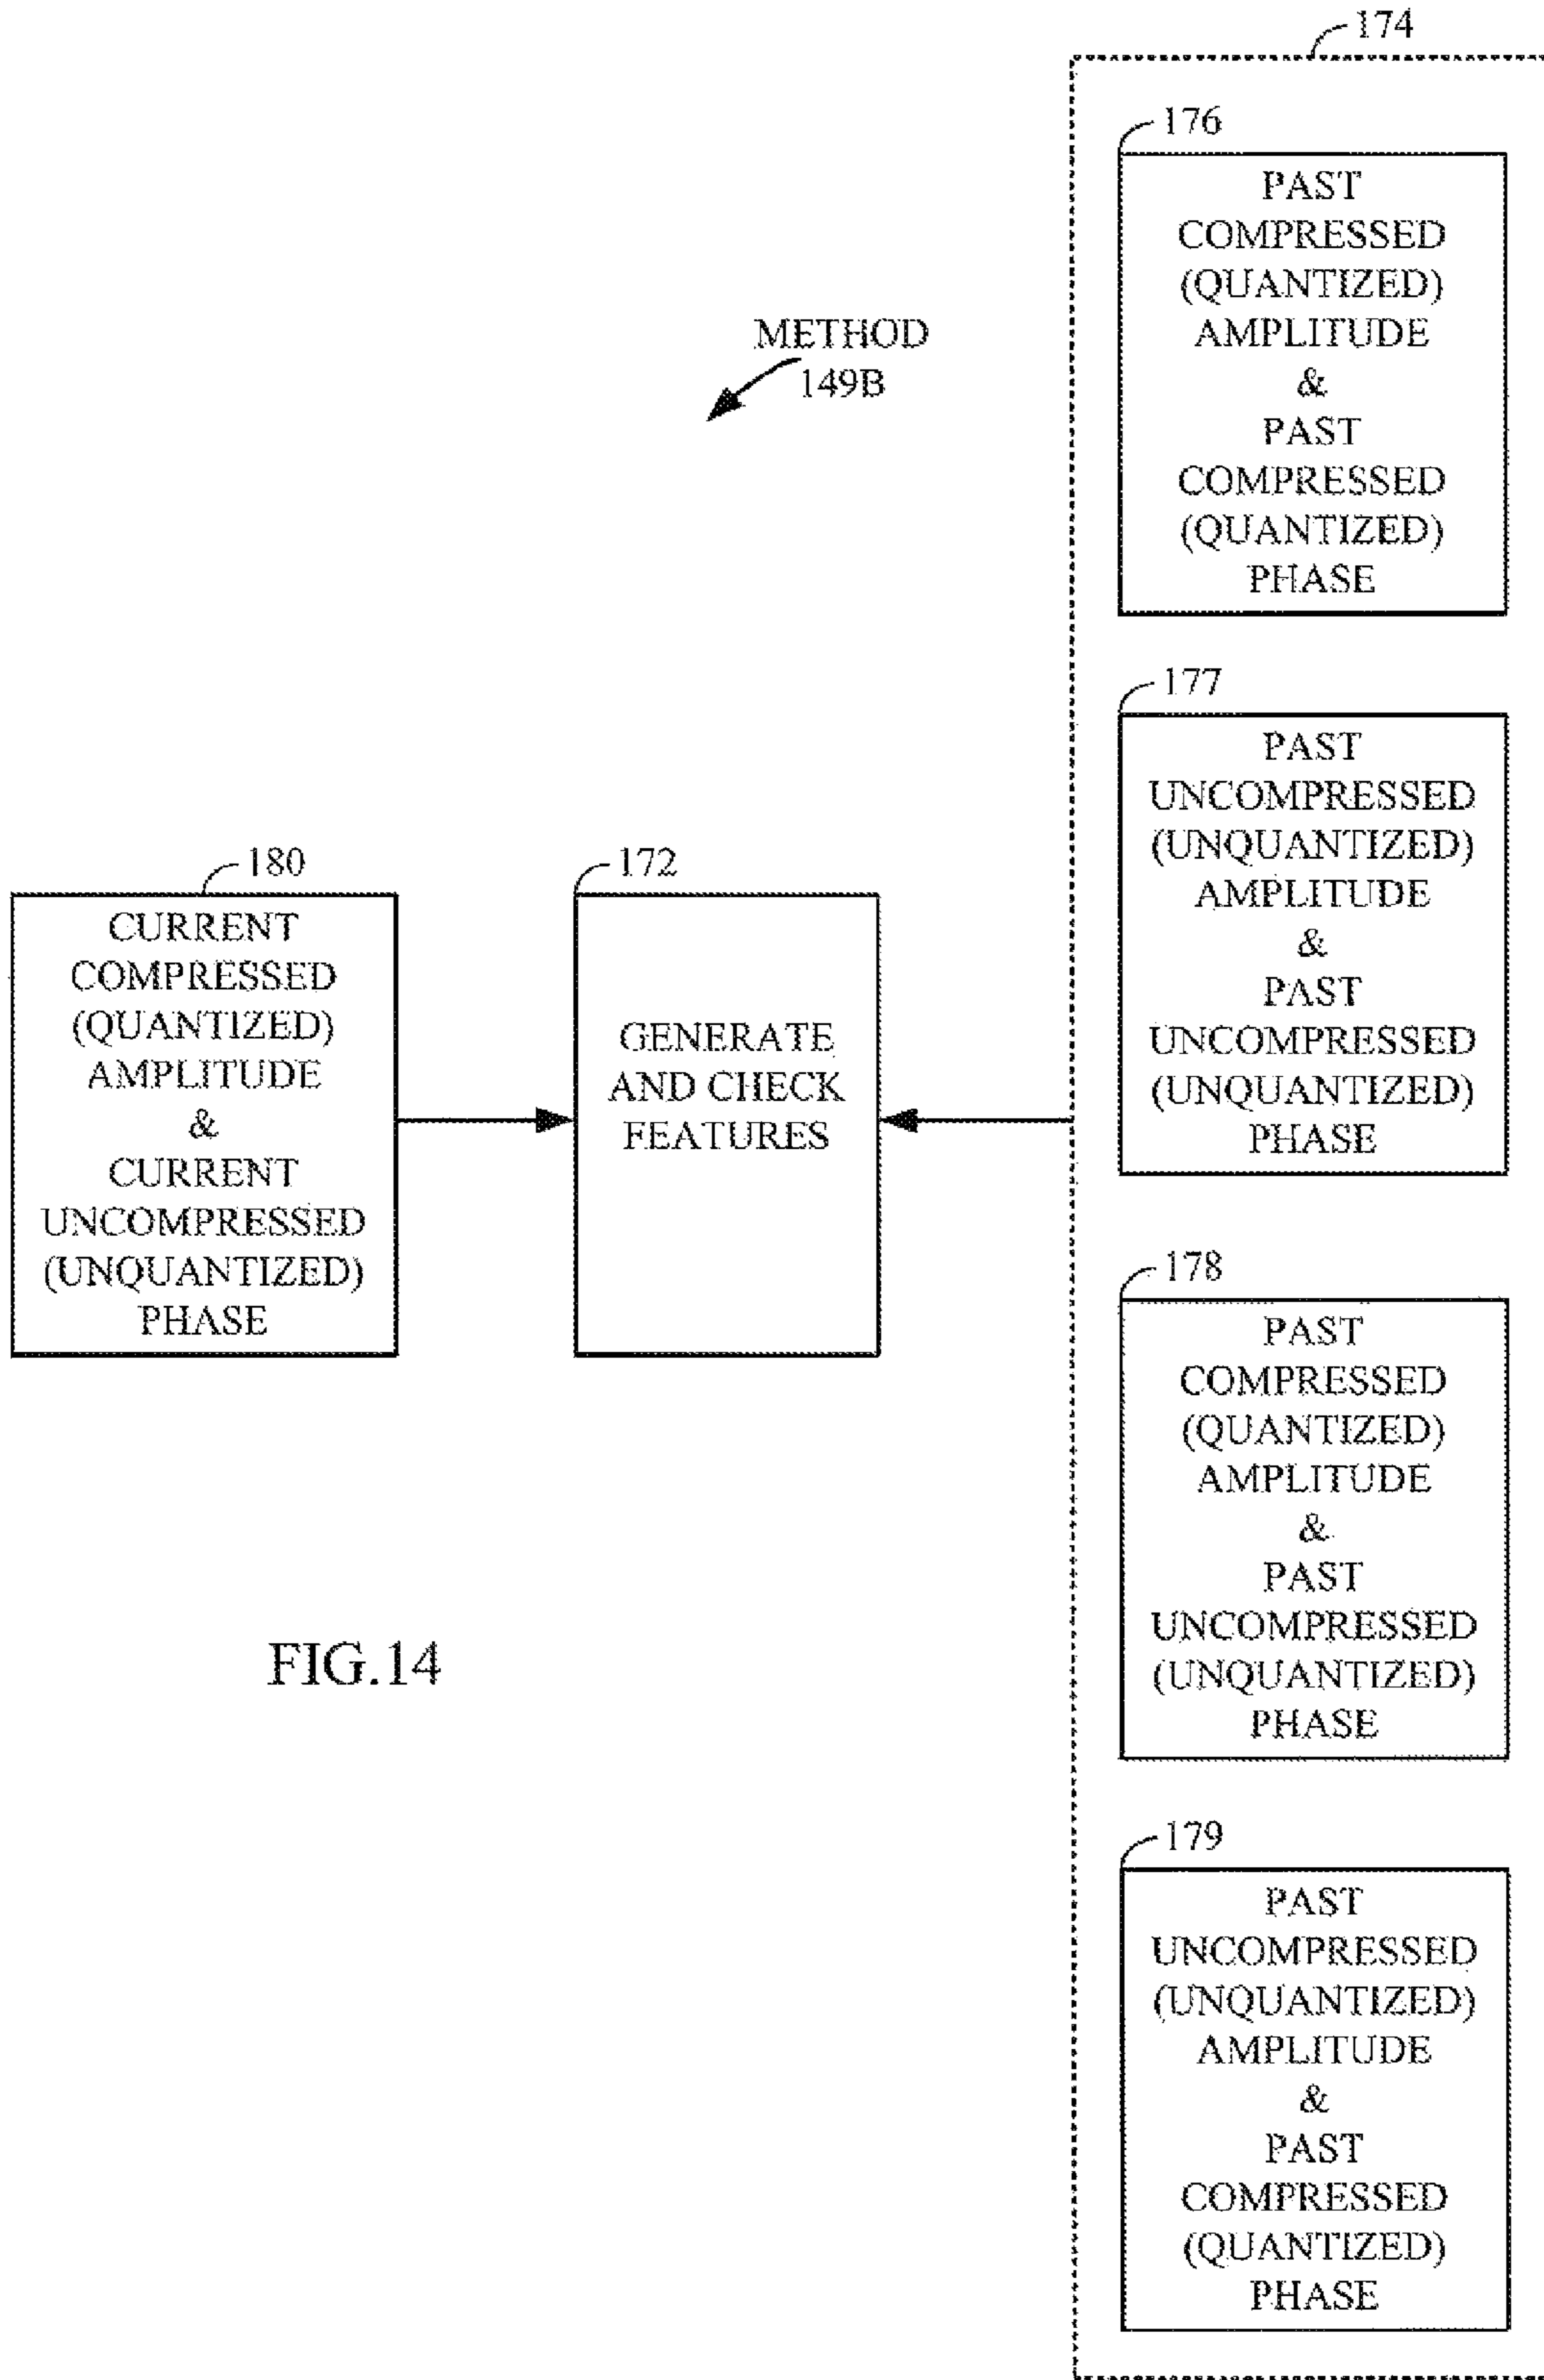 174
176
PAST
COMPRESSED
(QUANTIZED)
AMPLITUDE
&
PAST
COMPRESSED
(QUANTIZED)
PHASE
METHOD
149B
177
PAST
UNCOMPRESSED
(UNQUANTIZED)
AMPLITUDE
&
PAST
UNCOMPRESSED
(UNQUANTIZED)
PHASE
180
CURRENT
COMPRESSED
(QUANTIZED)
AMPLITUDE
&
CURRENT
UNCOMPRESSED
(UNQUANTIZED)
PHASE
172
GENERATE
AND CHECK
FEATURES
178
PAST
COMPRESSED
(QUANTIZED)
AMPLITUDE
&
PAST
UNCOMPRESSED
(UNQUANTIZED)
PHASE
FIG.14
179
PAST
UNCOMPRESSED
(UNQUANTIZED)
AMPLITUDE
&
PAST
COMPRESSED
(QUANTIZED)
PHASE